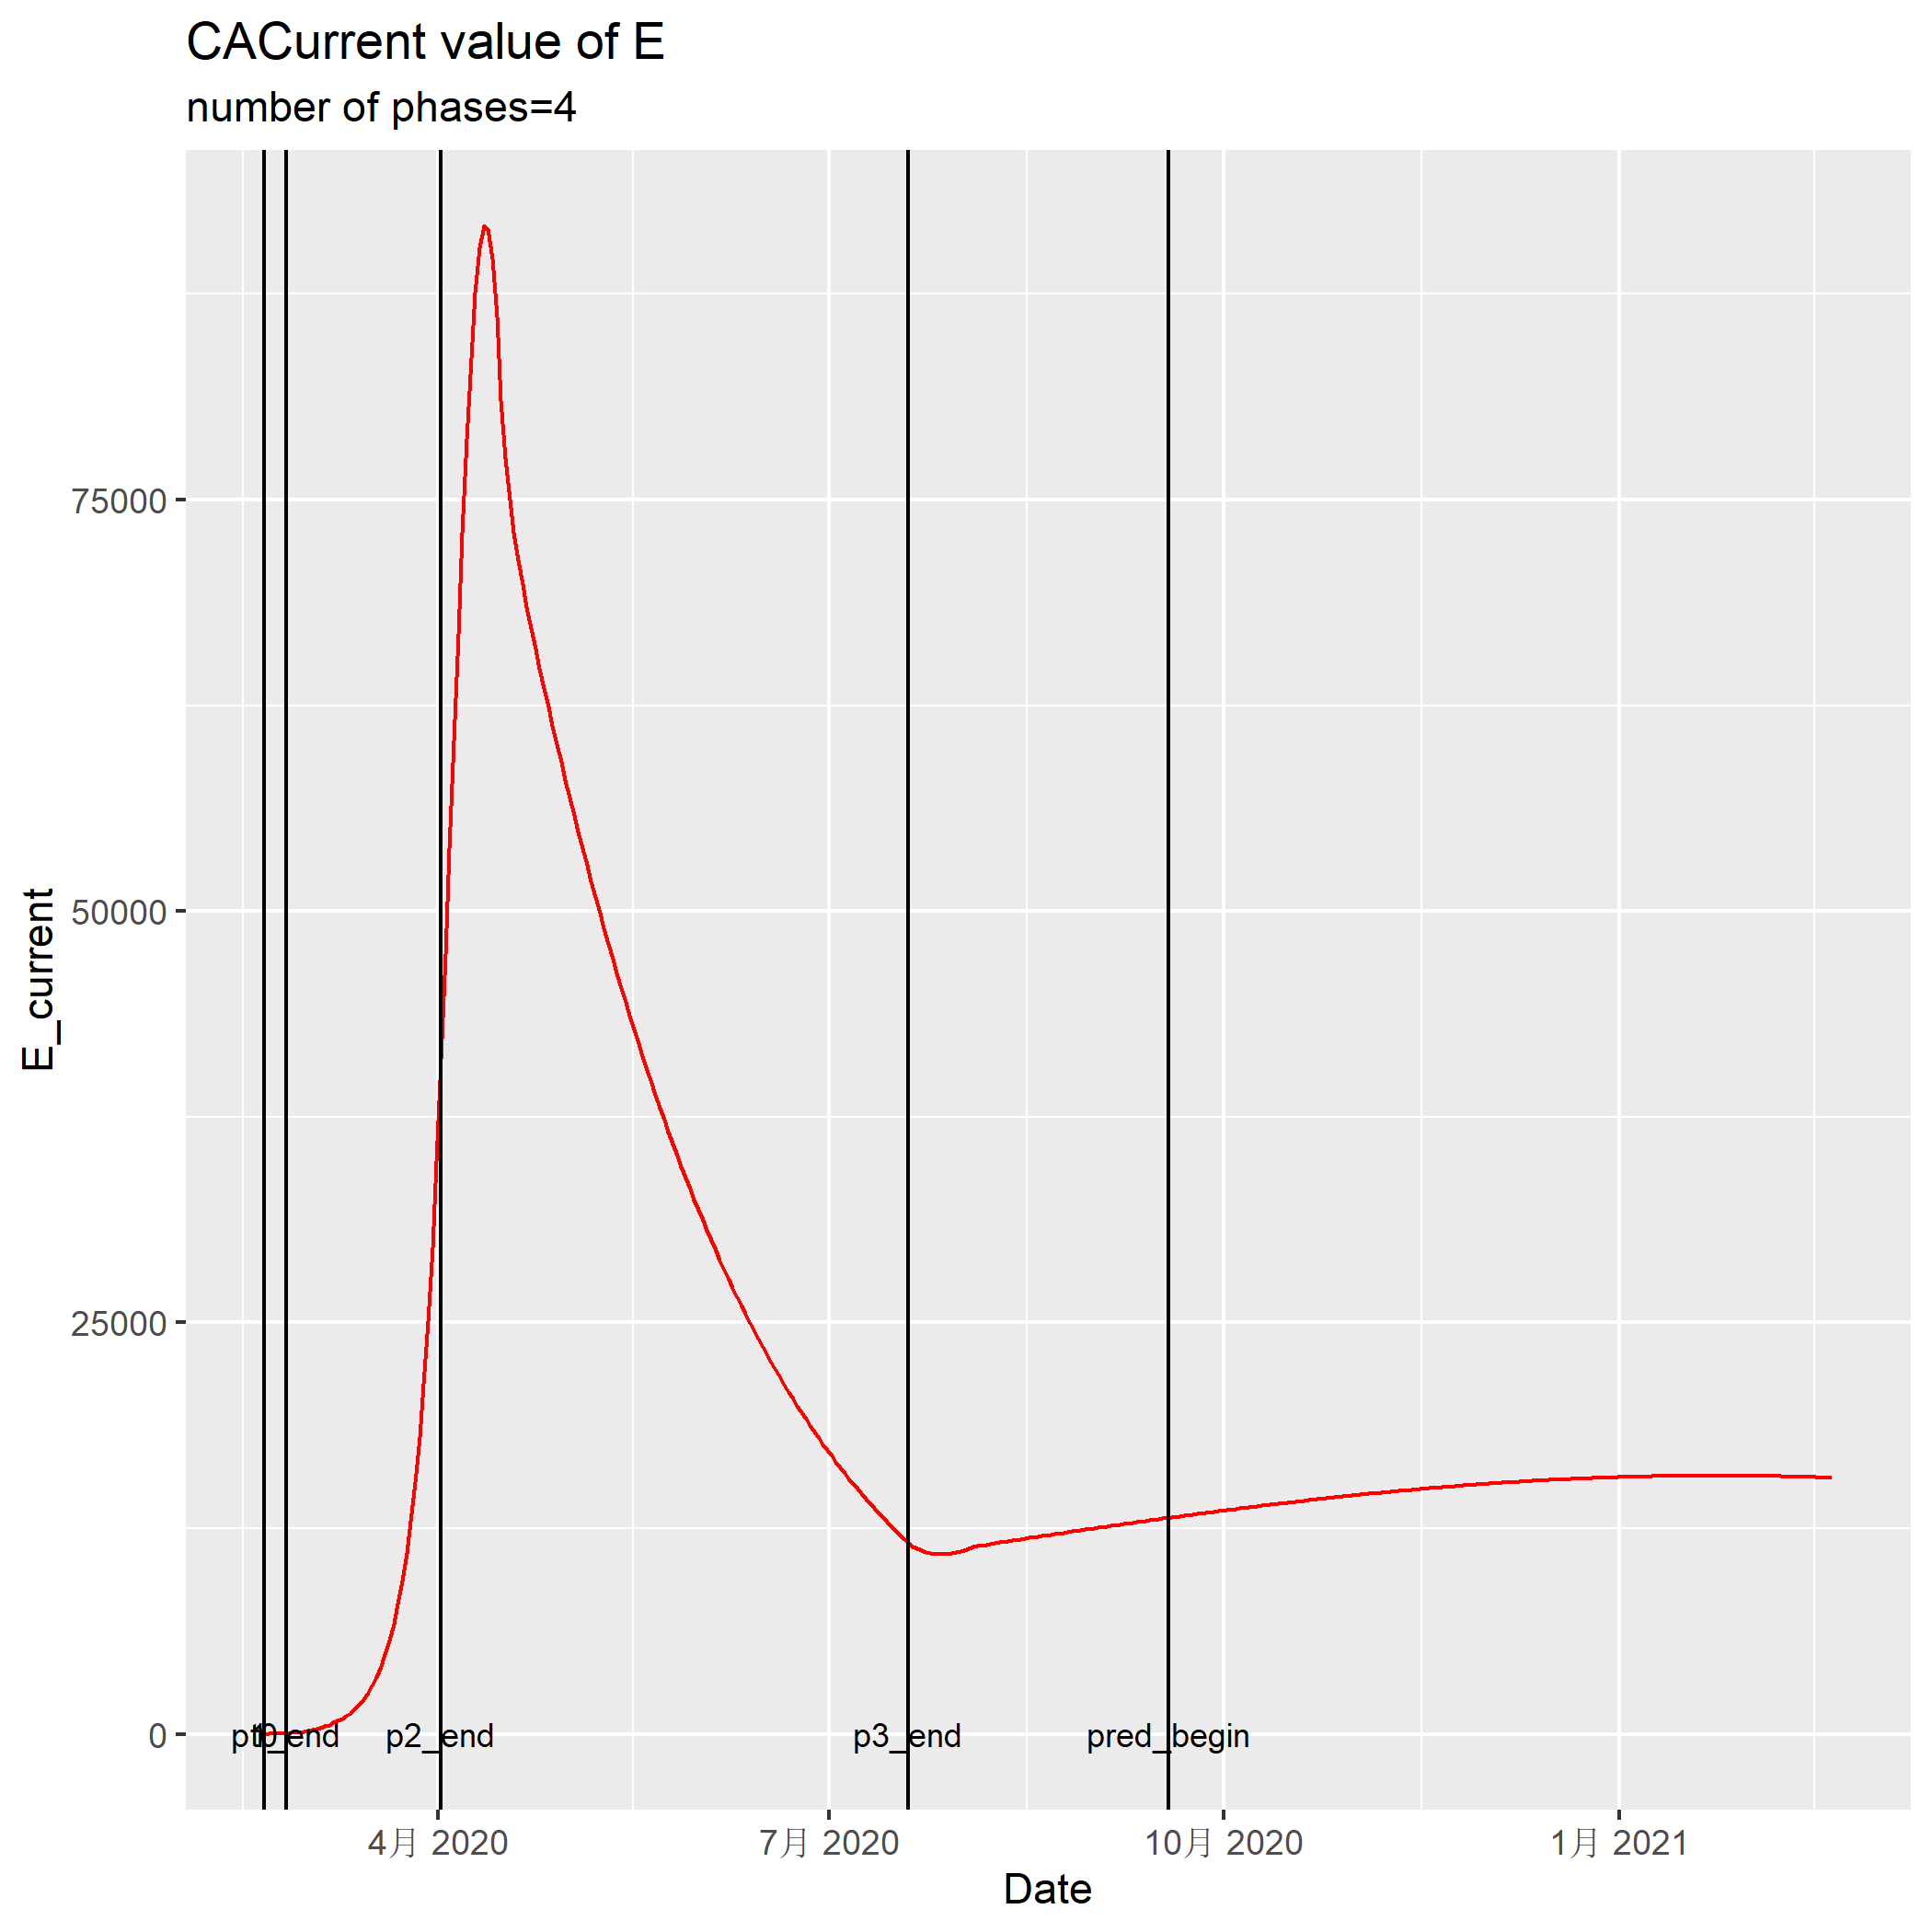 CACurrent value of E
number of phases=4
E_current
75000
50000
25000
0
p2_end
p3_end
pred_begin
4月 2020
7月 2020
10月 2020
1月 2021
Date